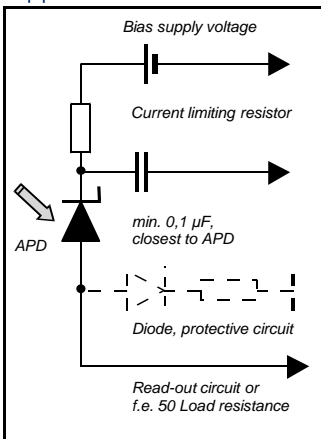 Bias supply voltage
Current limiting resistor
min. 0,1 µF,
closest to APD
APD
Diode, protective circuit
Read-out circuit or
f.e. 50 Load resistance